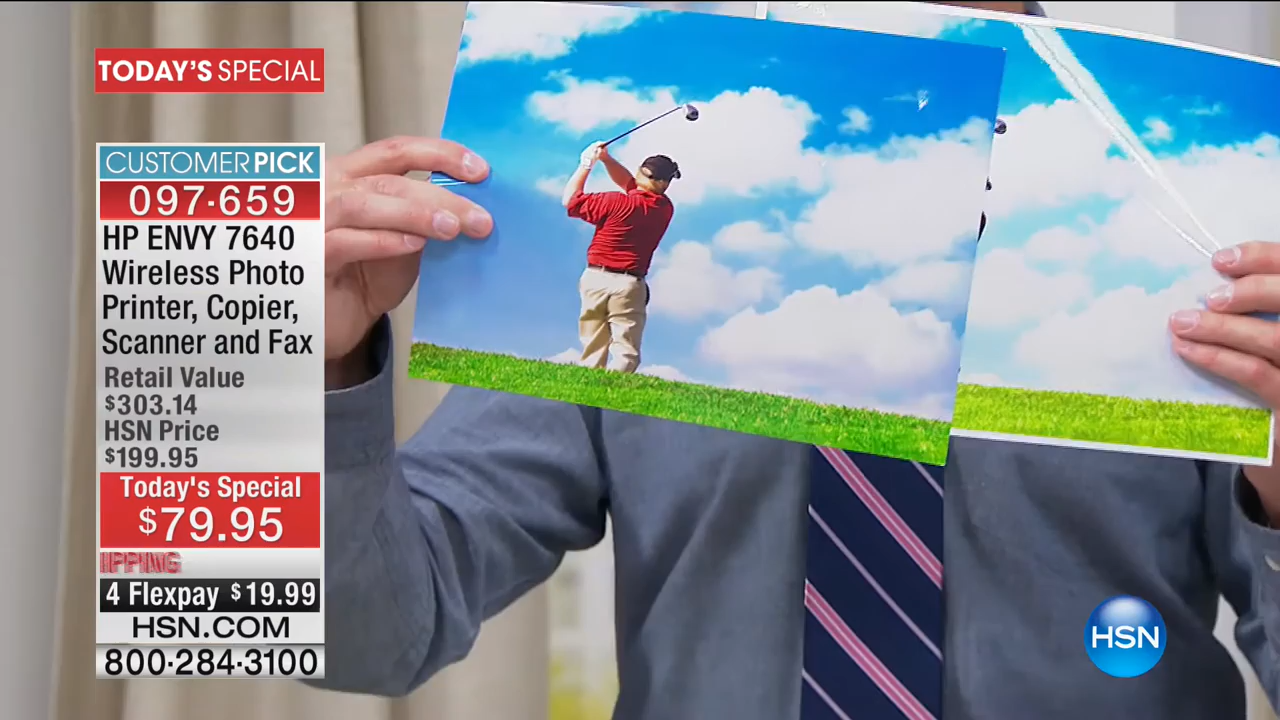 TODAY'S SPECIAL
CUSTOMER PICK
097-659
HP ENVY 7640
Wireless Photo
Printer, Copier,
Scanner and Fax
Retail Value
$303.14
HSN Price
$199.95
Today's Special
$79.95
4 Flexpay $19.99
HSN.COM
800-284-3100
HSN